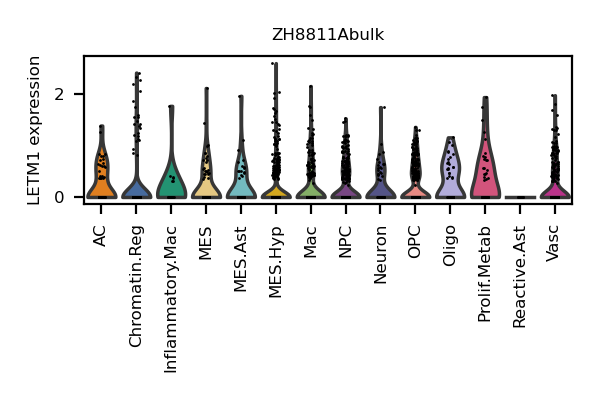 ZH8811Abulk
LETM1 expression
2
0
AC
Chromatin.Reg
Inflammatory.Mac
MES
MES.Ast
MES.Hyp
Mac
NPC
Neuron
OPC
Oligo
Prolif.Metab
Reactive.Ast
Vasc